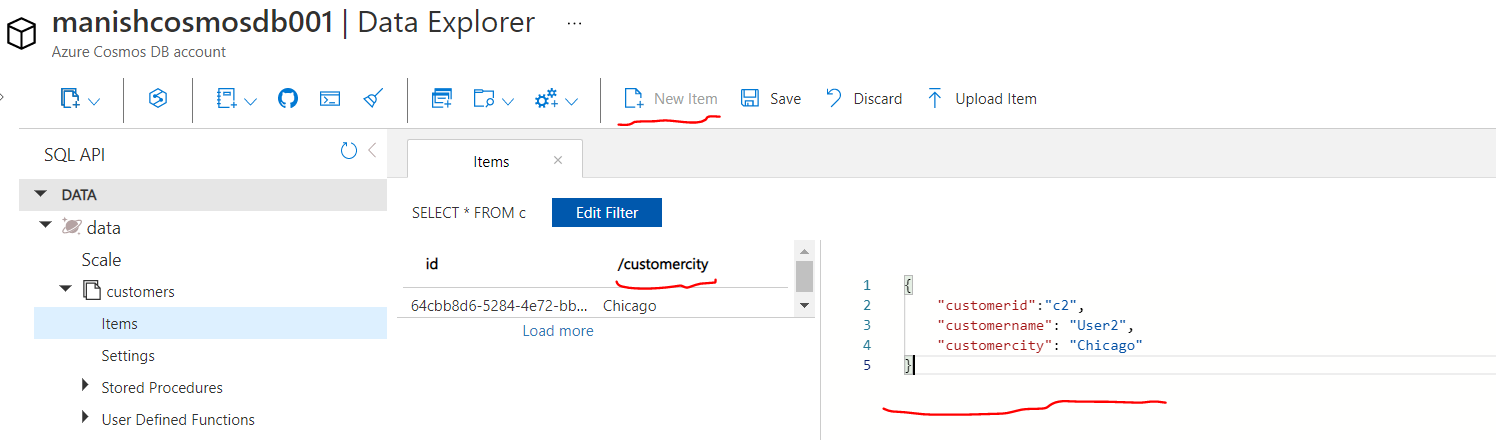 manishcosmosdb001 | Data Explorer ...
Azure Cosmos DB account
New Item Save Discard Upload Item
SQL API
DATA
data
Scale
customers
Items
Settings
Stored Procedures
User Defined Functions
Items
SELECT * FROM c Edit Filter
id /customercity
64cbb8d6-5284-4e72-bb... Chicago
Load more
1 {
2 "customerid":"c2",
3 "customername": "User2",
4 "customercity": "Chicago"
5 }